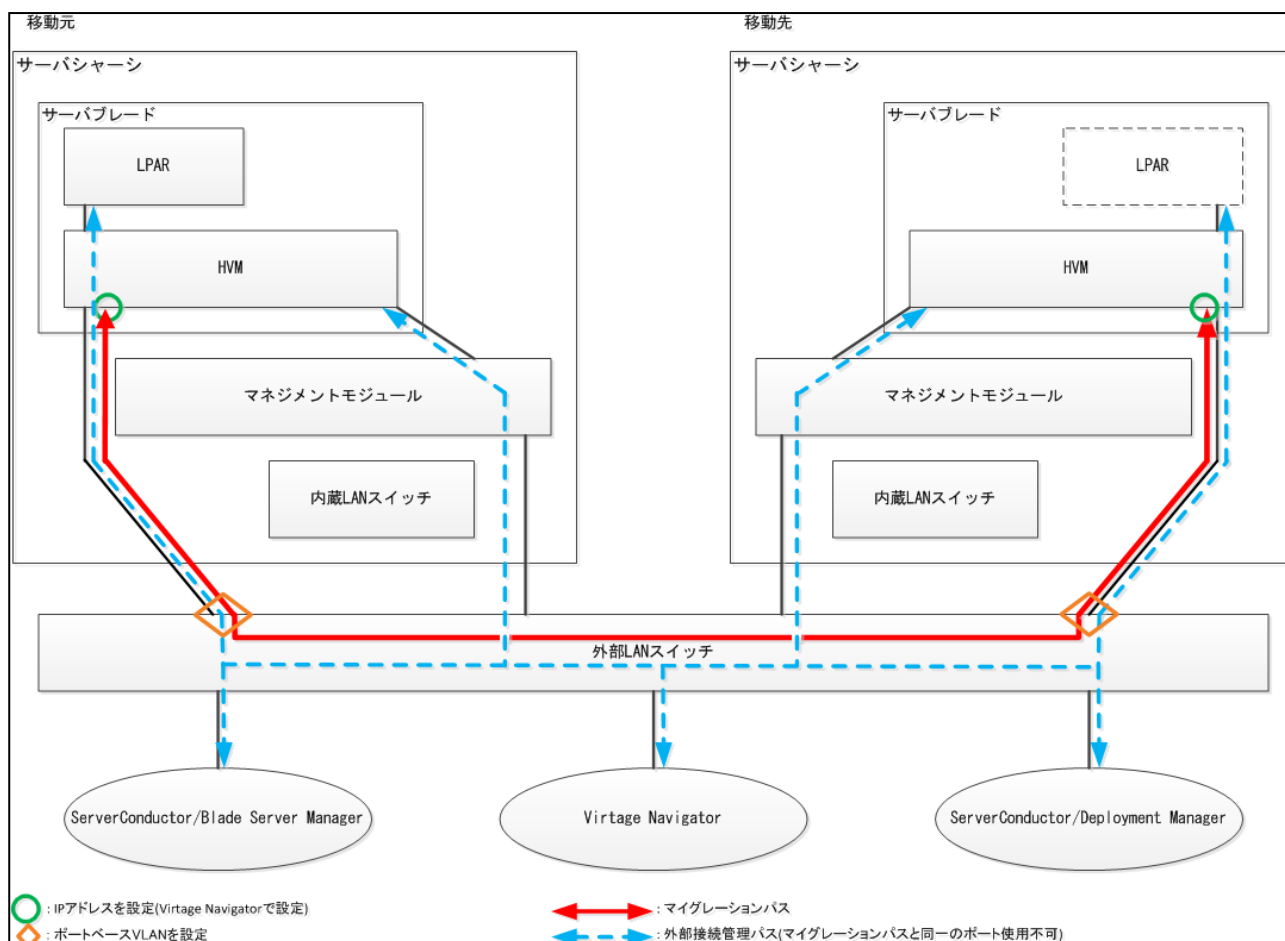 移動元
移動先
サーバシャーシ
サーバシャーシ
サーバブレード
サーバブレード
LPAR
LPAR
HVM
HVM
マネジメントモジュール
マネジメントモジュール
内蔵LANスイッチ
内蔵LANスイッチ
外部LANスイッチ
ServerConductor/Blade Server Manager
Virtage Navigator
ServerConductor/Deployment Manager
: IPアドレスを設定(Virtage Navigatorで設定)
: マイグレーションパス
: ポートベースVLANを設定
: 外部接続管理パス(マイグレーションパスと同一のポート使用不可)